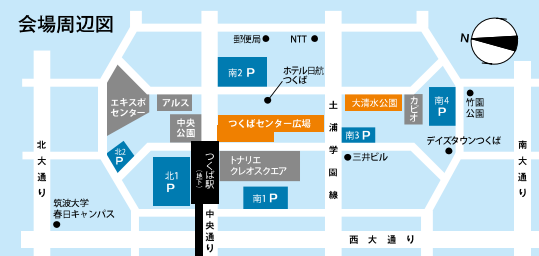 会場周辺図
郵便局
NTT
N
南2 P
ホテル日航
つくば
エキスポ
センター
アルス
中央
公園
つくばセンター広場
土浦学園線
大清水公園
カピオ
南4
P
竹園
公園
南3 P
デイズタウンつくば
三井ビル
北大通り
北2
P
北1
P
つくば駅
（地下）
トナリエ
クレオスクエア
南1 P
南大通り
筑波大学
春日キャンパス
中央通り
西大通り